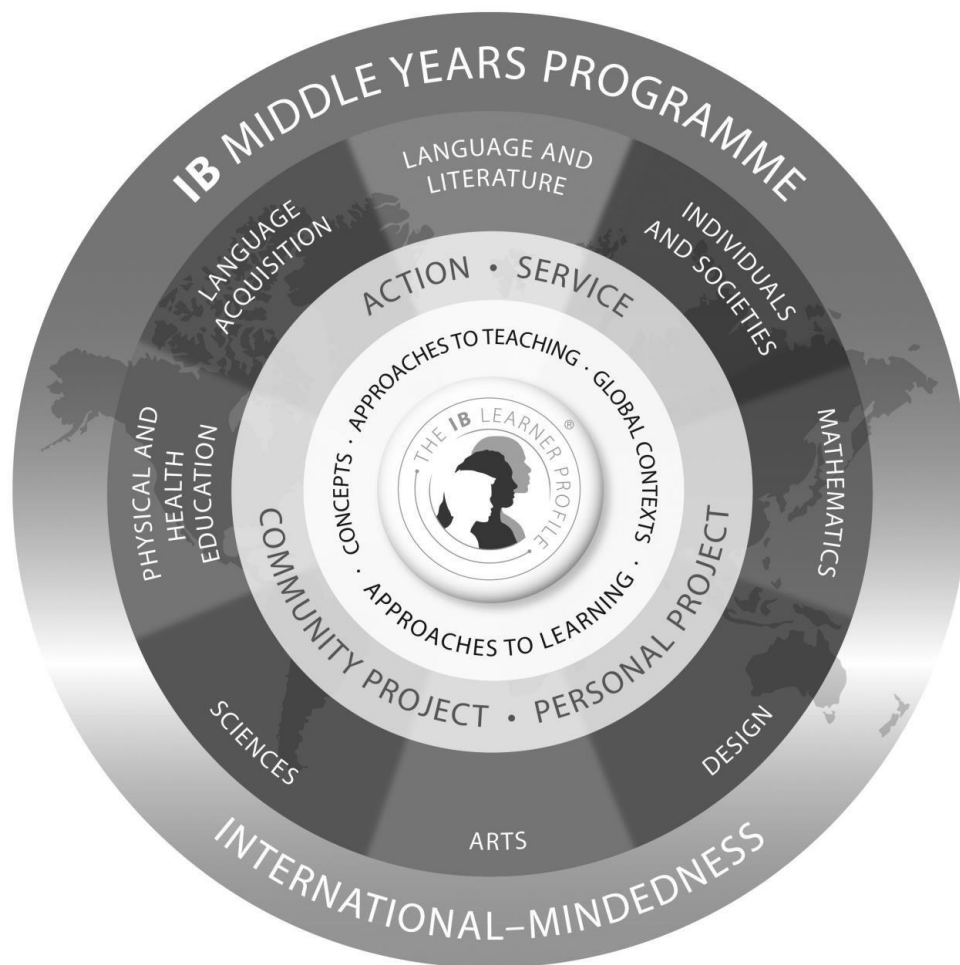 IB MIDDLE YEARS PROGRAMME
LANGUAGE AND
LITERATURE
INDIVIDUALS
AND SOCIETIES
MATHEMATICS
DESIGN
ARTS
SCIENCES
PHYSICAL AND
HEALTH
EDUCATION
LANGUAGE
ACQUISITION
ACTION • SERVICE
COMMUNITY PROJECT • PERSONAL PROJECT
APPROACHES TO TEACHING · GLOBAL CONTEXTS ·
APPROACHES TO LEARNING · CONCEPTS ·
· THE IB LEARNER PROFILE · ®
INTERNATIONAL–MINDEDNESS